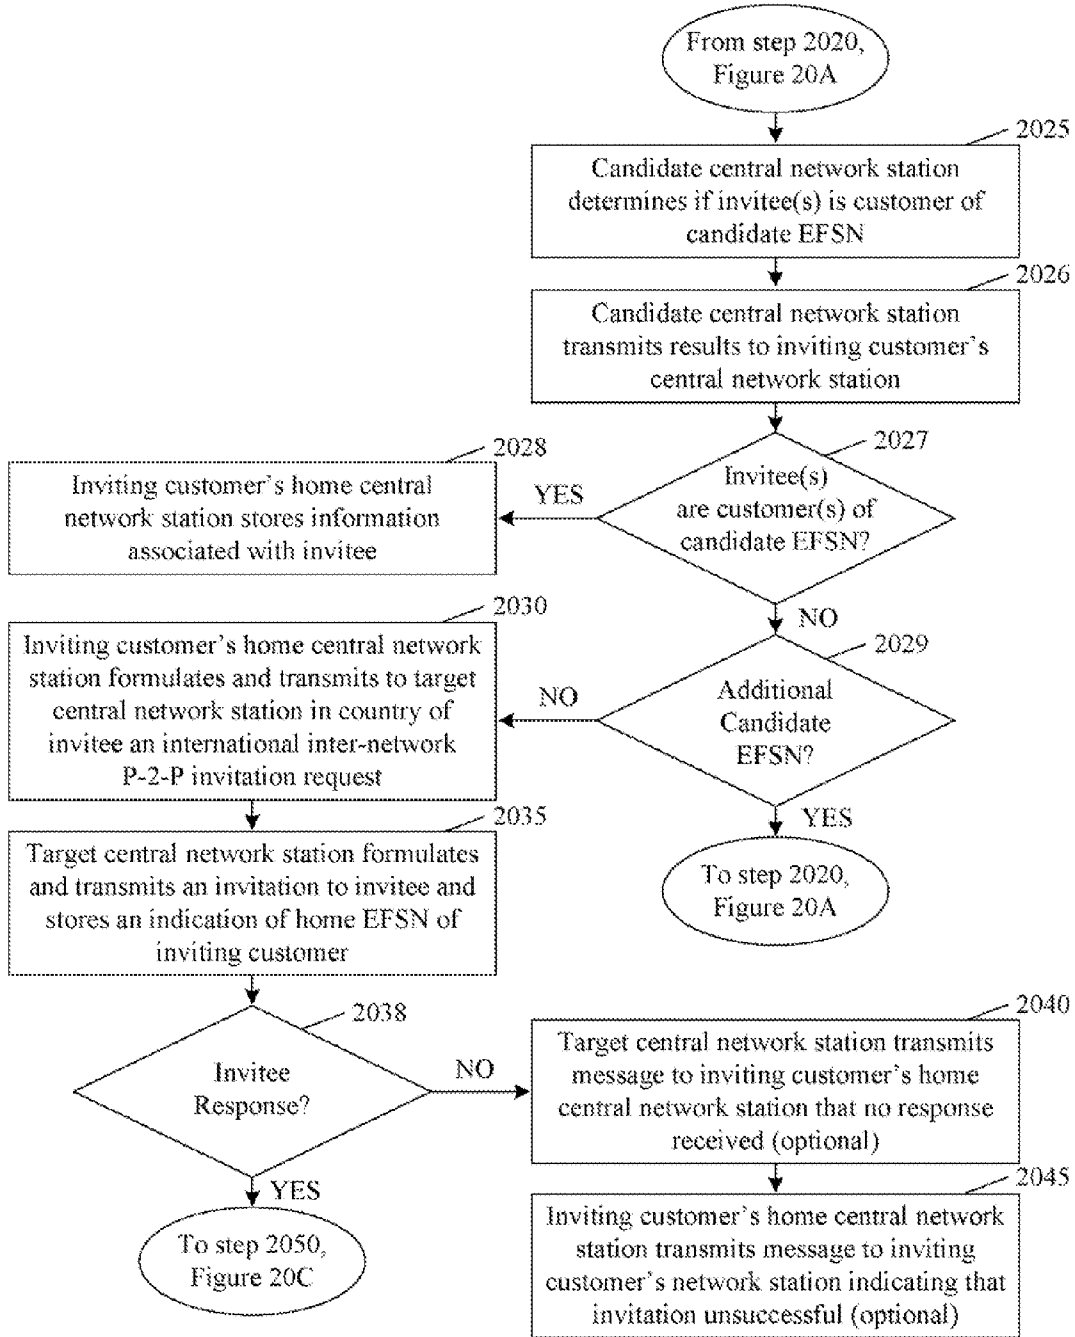 From step 2020,
Figure 20A
2025
Candidate central network station
determines if invitee(s) is customer of
candidate EFSN
2026
Candidate central network station
transmits results to inviting customer's
central network station
2027
Invitee(s)
are customer(s) of
candidate EFSN?
YES
2028
Inviting customer's home central
network station stores information
associated with invitee
NO
2029
Additional
Candidate
EFSN?
NO
2030
Inviting customer's home central network
station formulates and transmits to target
central network station in country of
invitee an international inter-network
P-2-P invitation request
YES
To step 2020,
Figure 20A
2035
Target central network station formulates
and transmits an invitation to invitee and
stores an indication of home EFSN of
inviting customer
2038
Invitee
Response?
NO
2040
Target central network station transmits
message to inviting customer's home
central network station that no response
received (optional)
2045
Inviting customer's home central network
station transmits message to inviting
customer's network station indicating that
invitation unsuccessful (optional)
YES
To step 2050,
Figure 20C